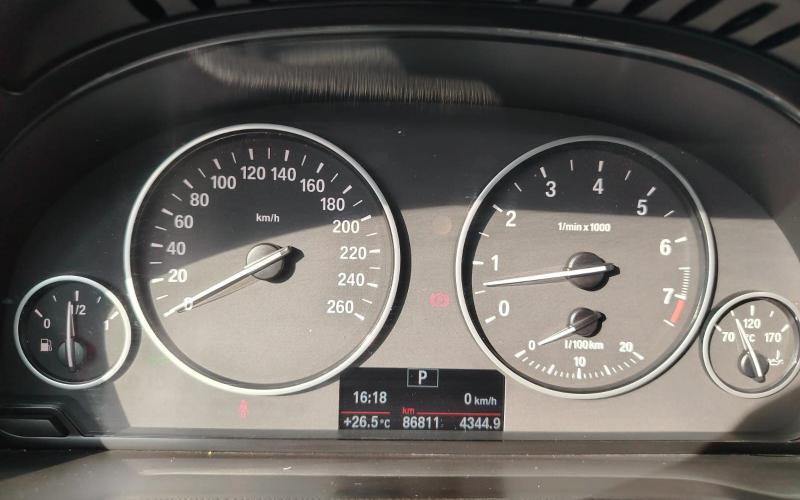 0 1/2 1
0 20 40 60 80 100 120 140 160 180 200 220 240 260
km/h
0 1 2 3 4 5 6 7
1/min x 1000
0 10 20
l/100km
70 120 170
°C
P
16:18 0 km/h
km
+26.5°C 86811 4344.9